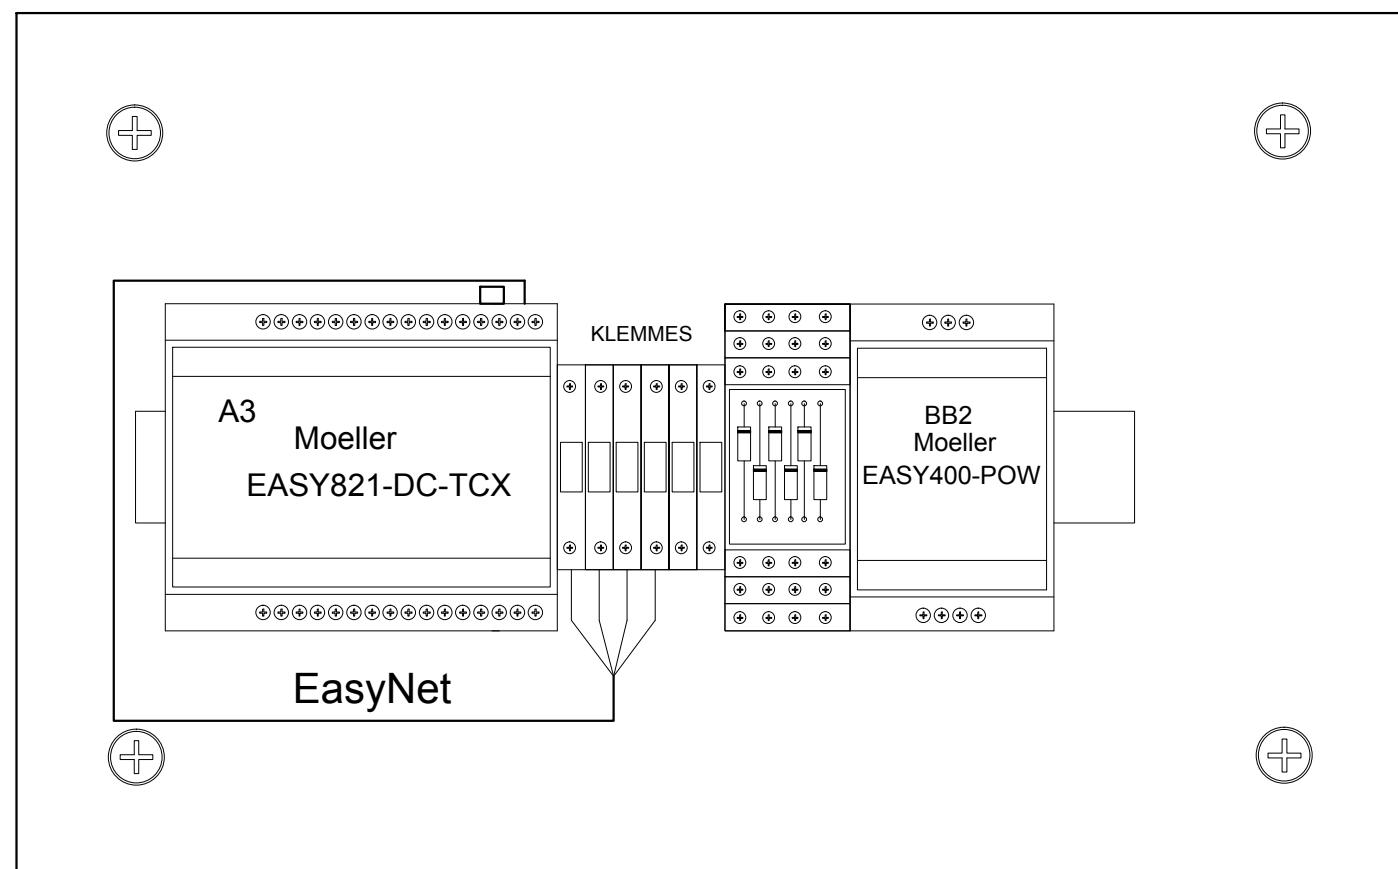 KLEMMES
A3
Moeller
EASY821-DC-TCX
BB2
Moeller
EASY400-POW
EasyNet